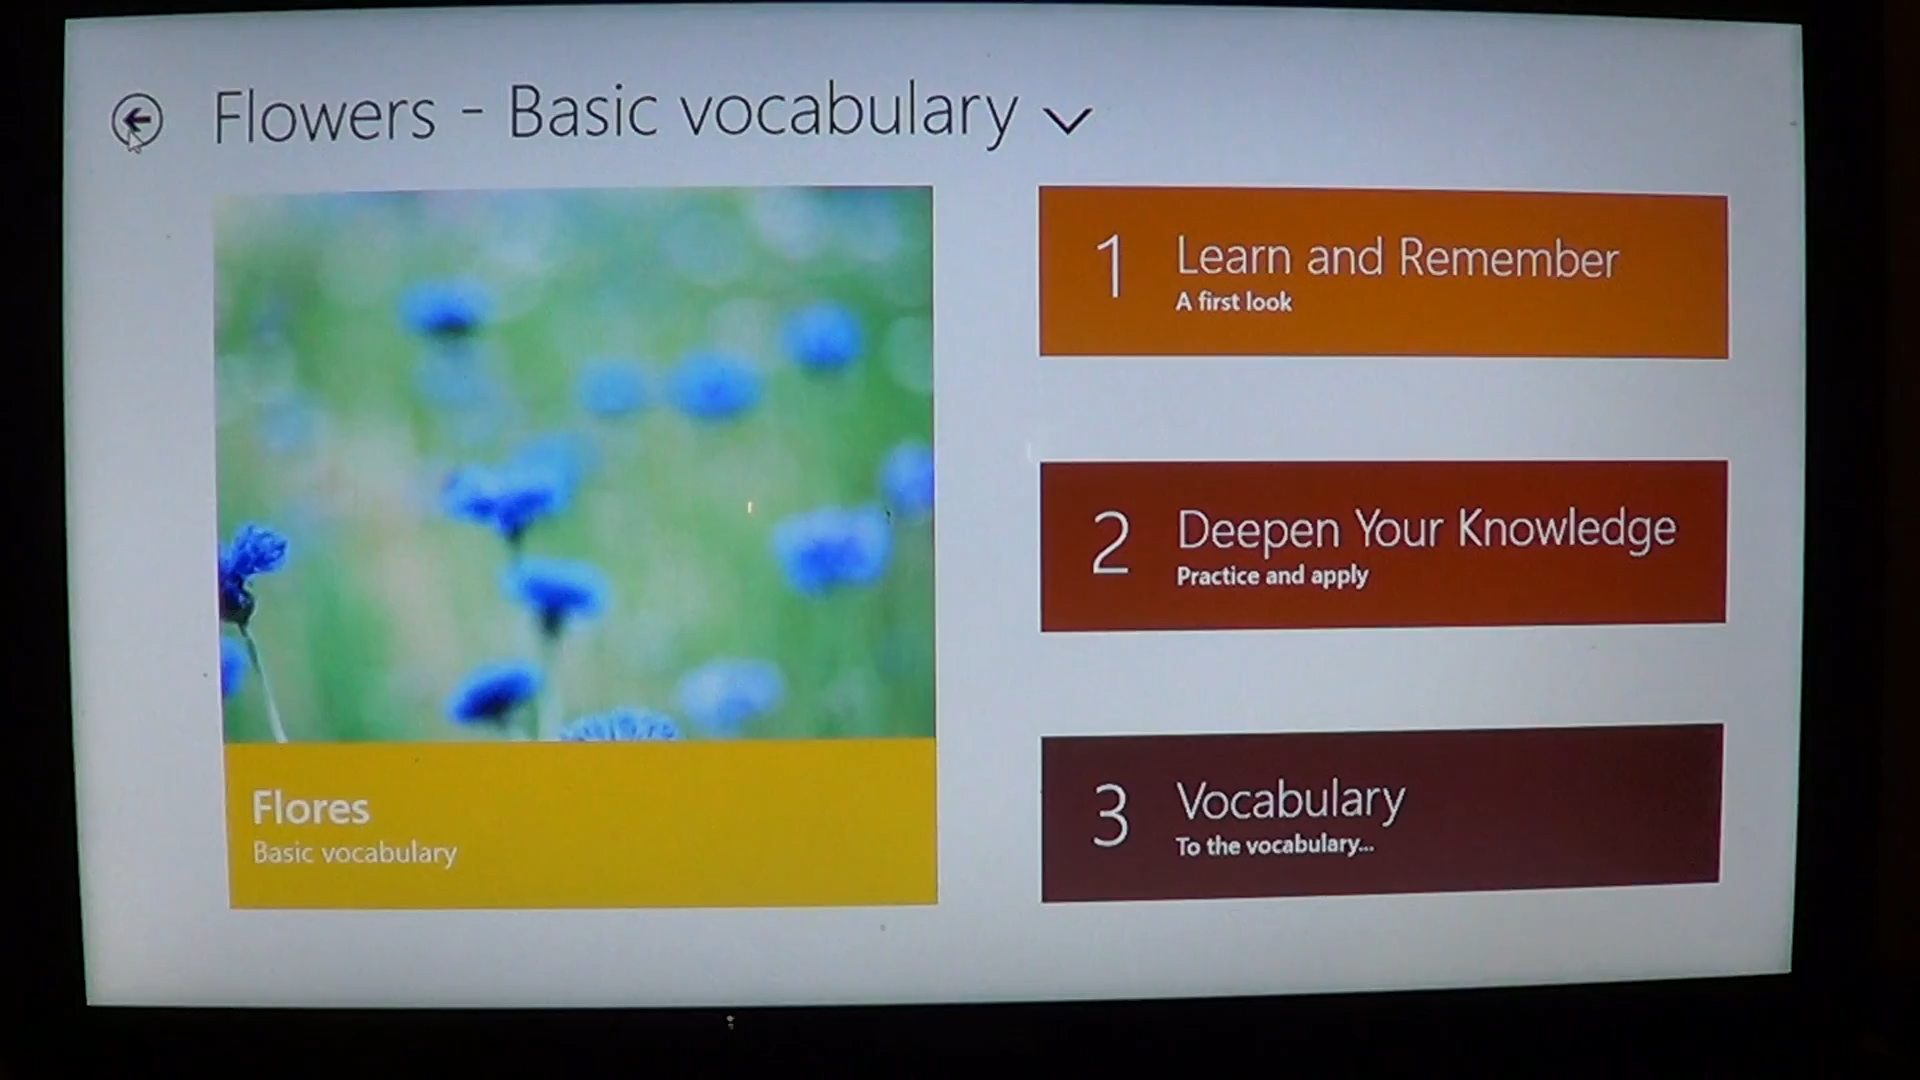 Flowers - Basic vocabulary
Flores
Basic vocabulary
1
Learn and Remember
A first look
2
Deepen Your Knowledge
Practice and apply
3
Vocabulary
To the vocabulary...